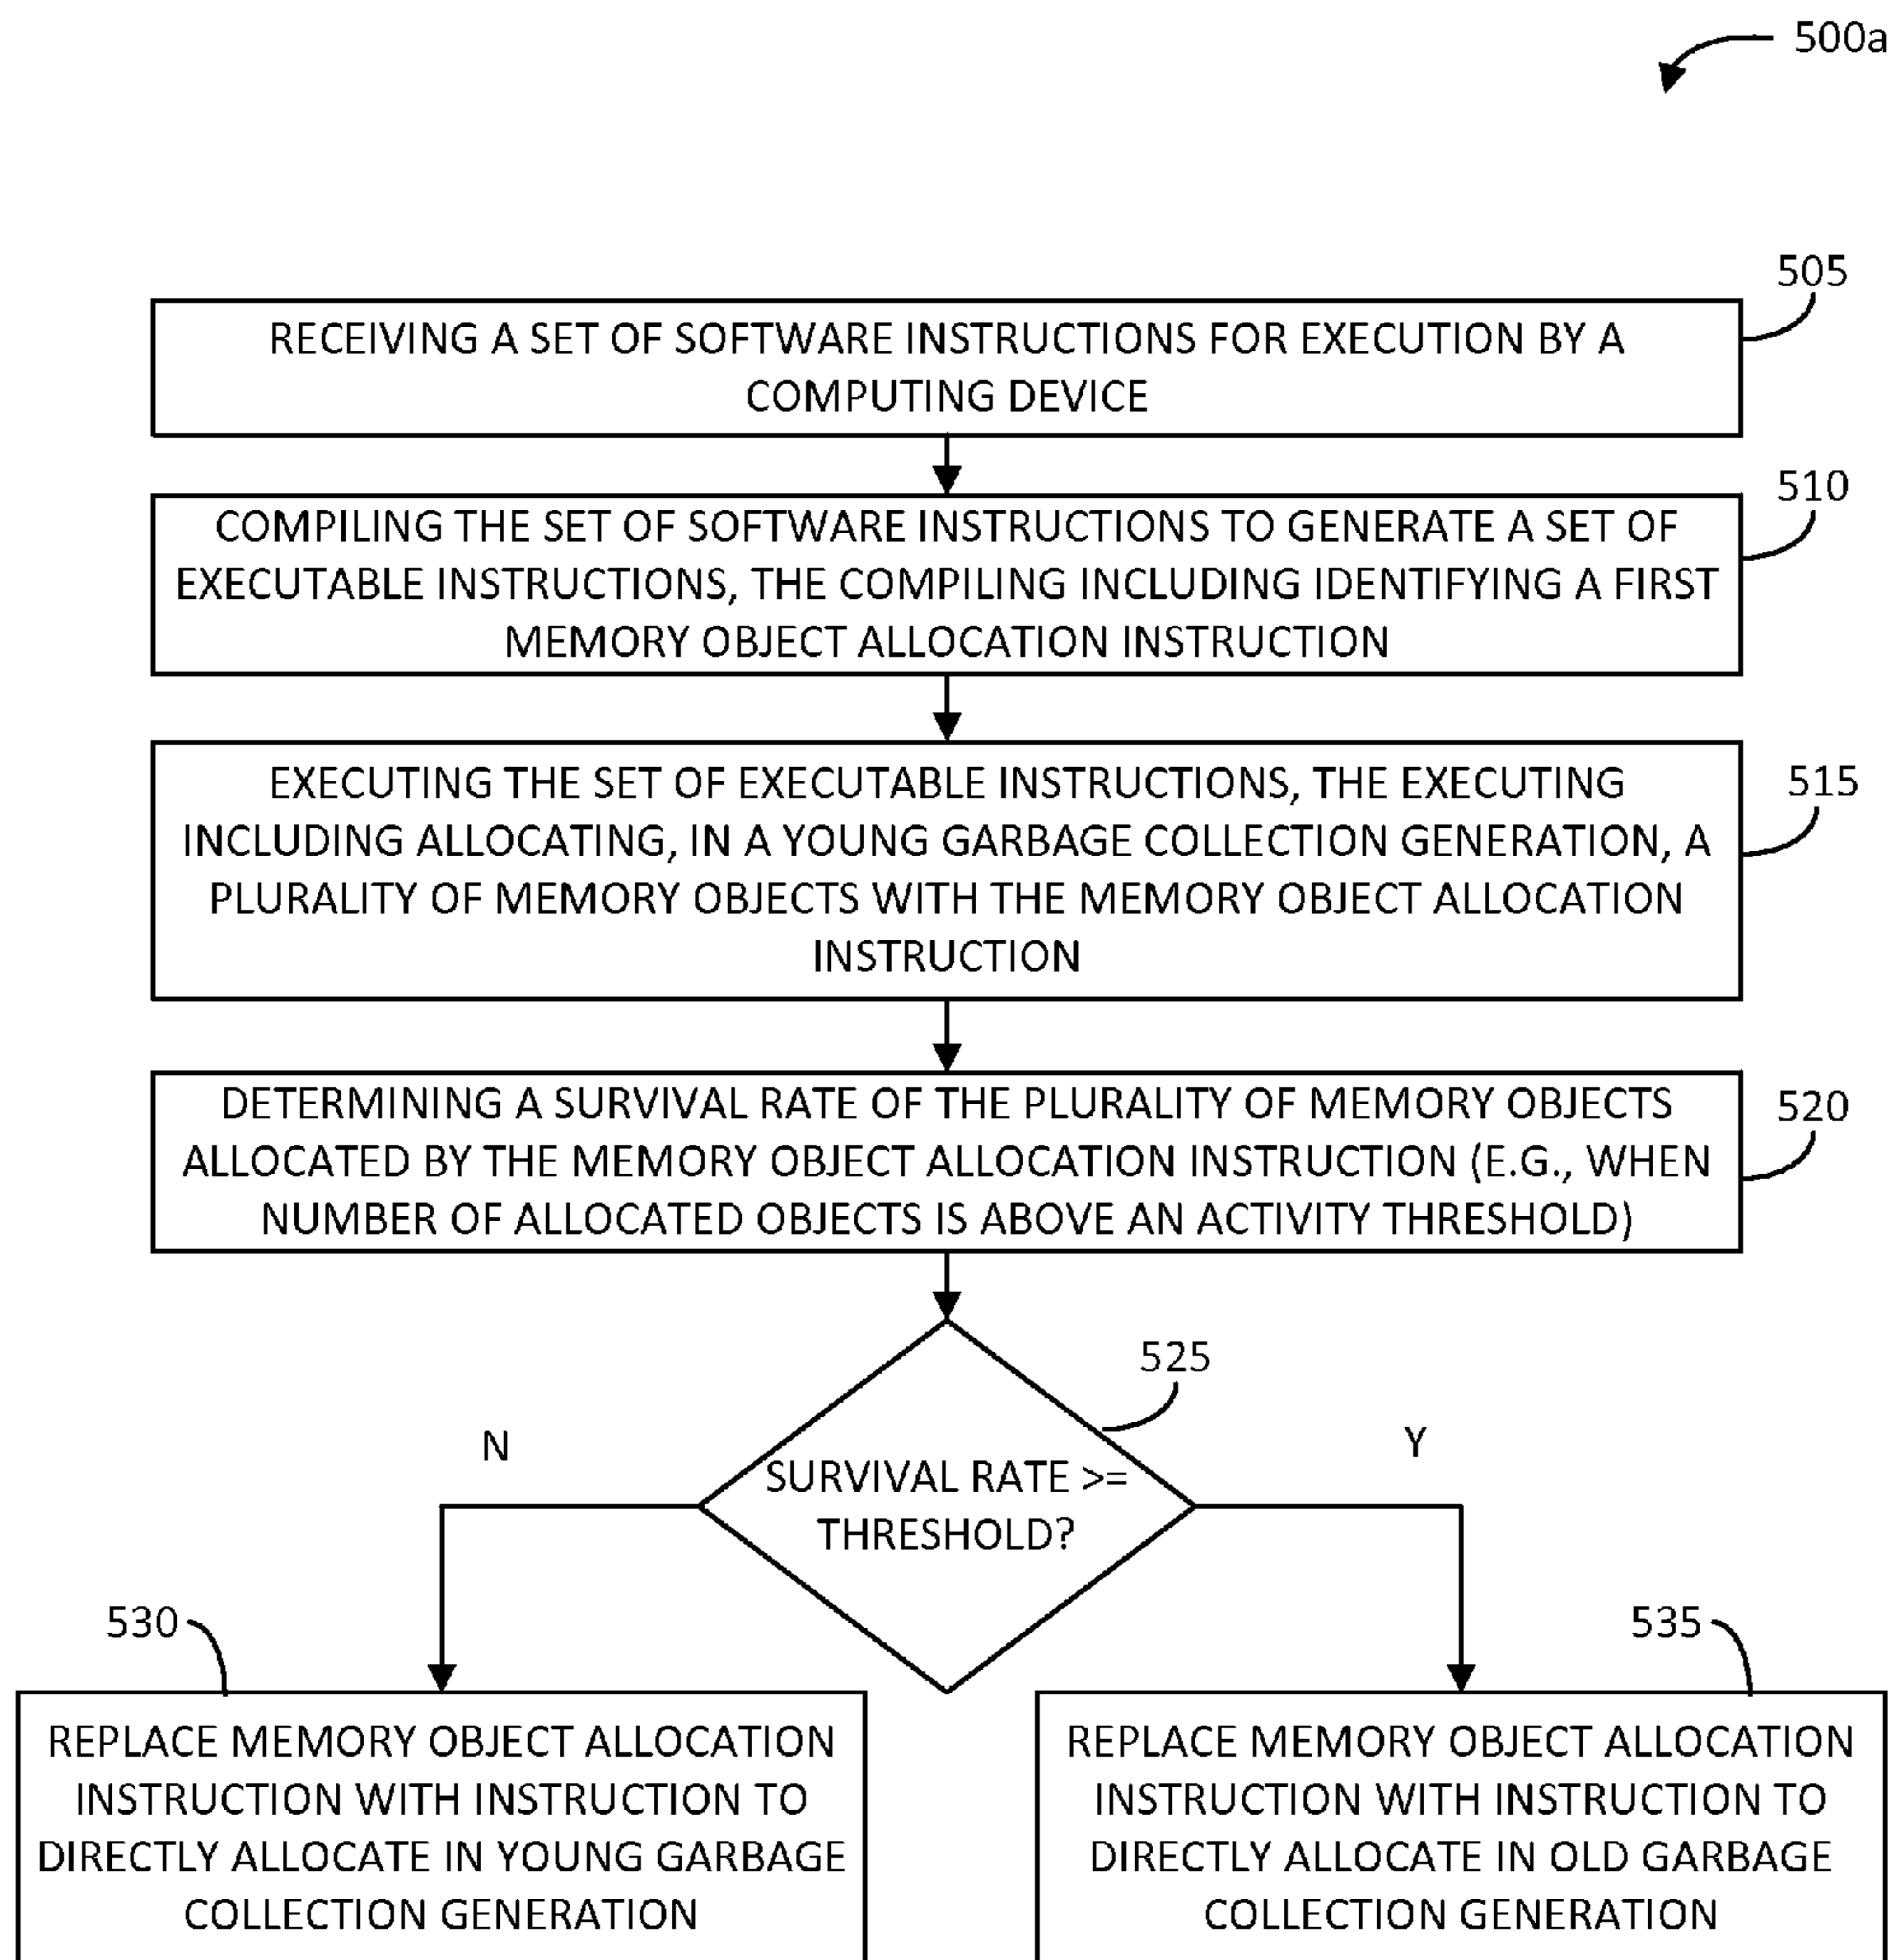 500a
505
RECEIVING A SET OF SOFTWARE INSTRUCTIONS FOR EXECUTION BY A
COMPUTING DEVICE
510
COMPILING THE SET OF SOFTWARE INSTRUCTIONS TO GENERATE A SET OF
EXECUTABLE INSTRUCTIONS, THE COMPILING INCLUDING IDENTIFYING A FIRST
MEMORY OBJECT ALLOCATION INSTRUCTION
515
EXECUTING THE SET OF EXECUTABLE INSTRUCTIONS, THE EXECUTING
INCLUDING ALLOCATING, IN A YOUNG GARBAGE COLLECTION GENERATION, A
PLURALITY OF MEMORY OBJECTS WITH THE MEMORY OBJECT ALLOCATION
INSTRUCTION
520
DETERMINING A SURVIVAL RATE OF THE PLURALITY OF MEMORY OBJECTS
ALLOCATED BY THE MEMORY OBJECT ALLOCATION INSTRUCTION (E.G., WHEN
NUMBER OF ALLOCATED OBJECTS IS ABOVE AN ACTIVITY THRESHOLD)
525
SURVIVAL RATE >=
THRESHOLD?
N
Y
530
REPLACE MEMORY OBJECT ALLOCATION
INSTRUCTION WITH INSTRUCTION TO
DIRECTLY ALLOCATE IN YOUNG GARBAGE
COLLECTION GENERATION
535
REPLACE MEMORY OBJECT ALLOCATION
INSTRUCTION WITH INSTRUCTION TO
DIRECTLY ALLOCATE IN OLD GARBAGE
COLLECTION GENERATION